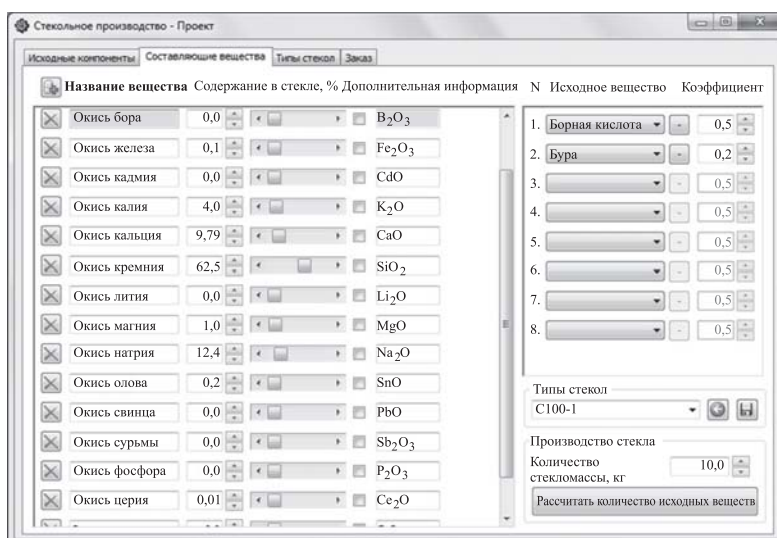 Стекольное производство - Проект
Исходные компоненты Составляющие вещества Типы стекол Заказ
Название вещества Содержание в стекле, % Дополнительная информация N Исходное вещество Коэффициент
Окись бора 0,0 B₂O₃
Окись железа 0,1 Fe₂O₃
Окись кадмия 0,0 CdO
Окись калия 4,0 K₂O
Окись кальция 9,79 CaO
Окись кремния 62,5 SiO₂
Окись лития 0,0 Li₂O
Окись магния 1,0 MgO
Окись натрия 12,4 Na₂O
Окись олова 0,2 SnO
Окись свинца 0,0 PbO
Окись сурьмы 0,0 Sb₂O₃
Окись фосфора 0,0 P₂O₃
Окись церия 0,01 Ce₂O
1. Борная кислота - 0,5
2. Бура - 0,2
3. - 0,5
4. - 0,5
5. - 0,5
6. - 0,5
7. - 0,5
8. - 0,5
Типы стекол
С100-1
Производство стекла
Количество
стекломассы, кг 10,0
Рассчитать количество исходных веществ